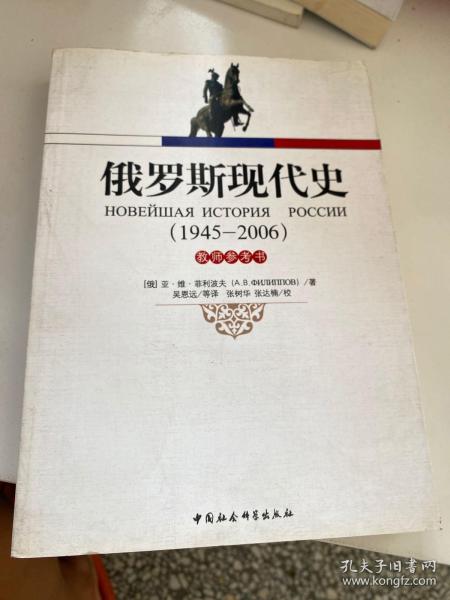 俄罗斯现代史
НОВЕЙШАЯ ИСТОРИЯ РОССИИ
(1945-2006)
教师参考书
[俄] 亚·维·菲利波夫 (А.В.ФИЛИППОВ) /著
吴恩远/等译 张树华 张达楠/校
中国社会科学出版社
孔夫子旧书网
www.kongfz.com